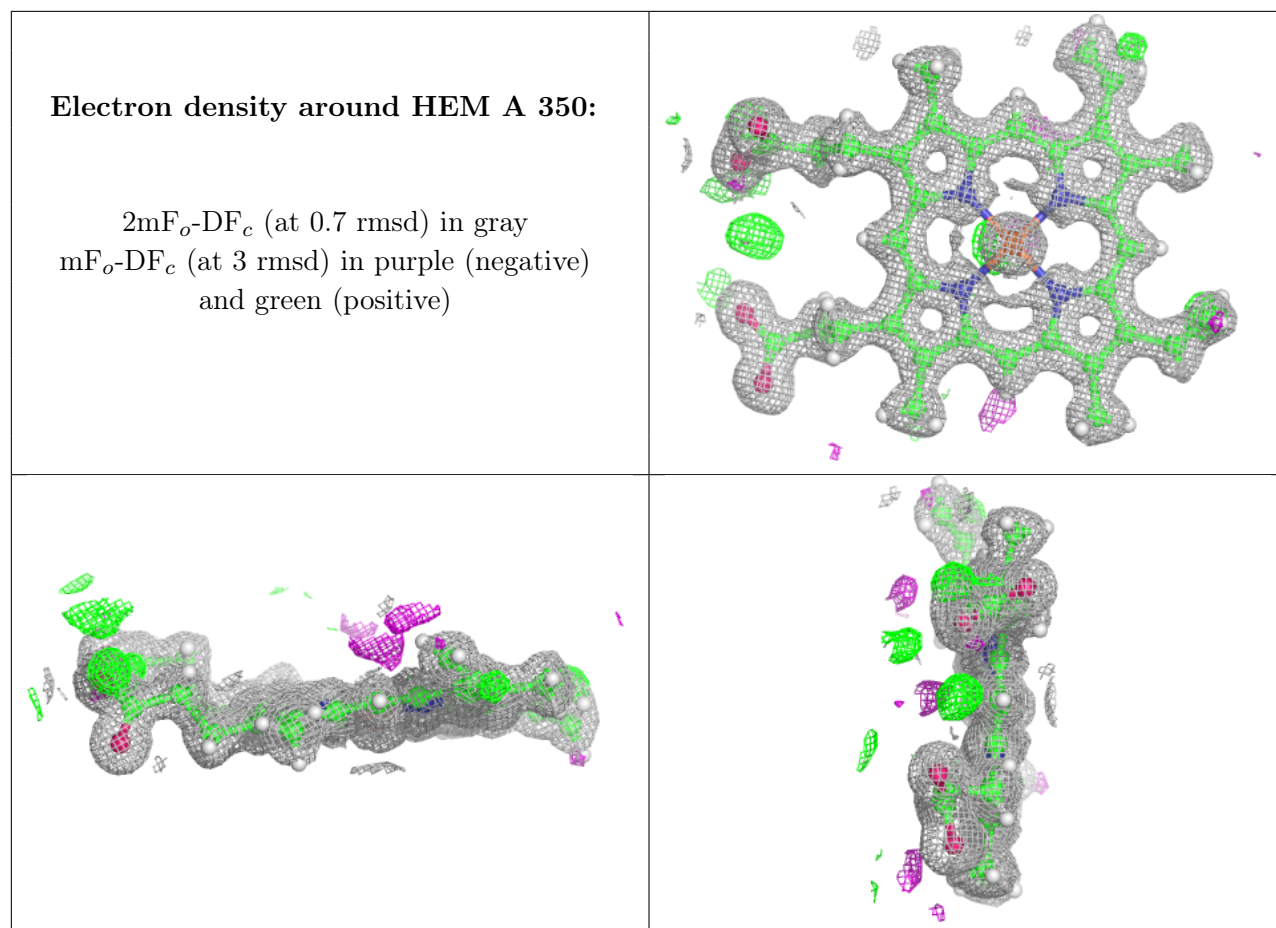 Electron density around HEM A 350:
2mFo-DFc (at 0.7 rmsd) in gray
mFo-DFc (at 3 rmsd) in purple (negative)
and green (positive)